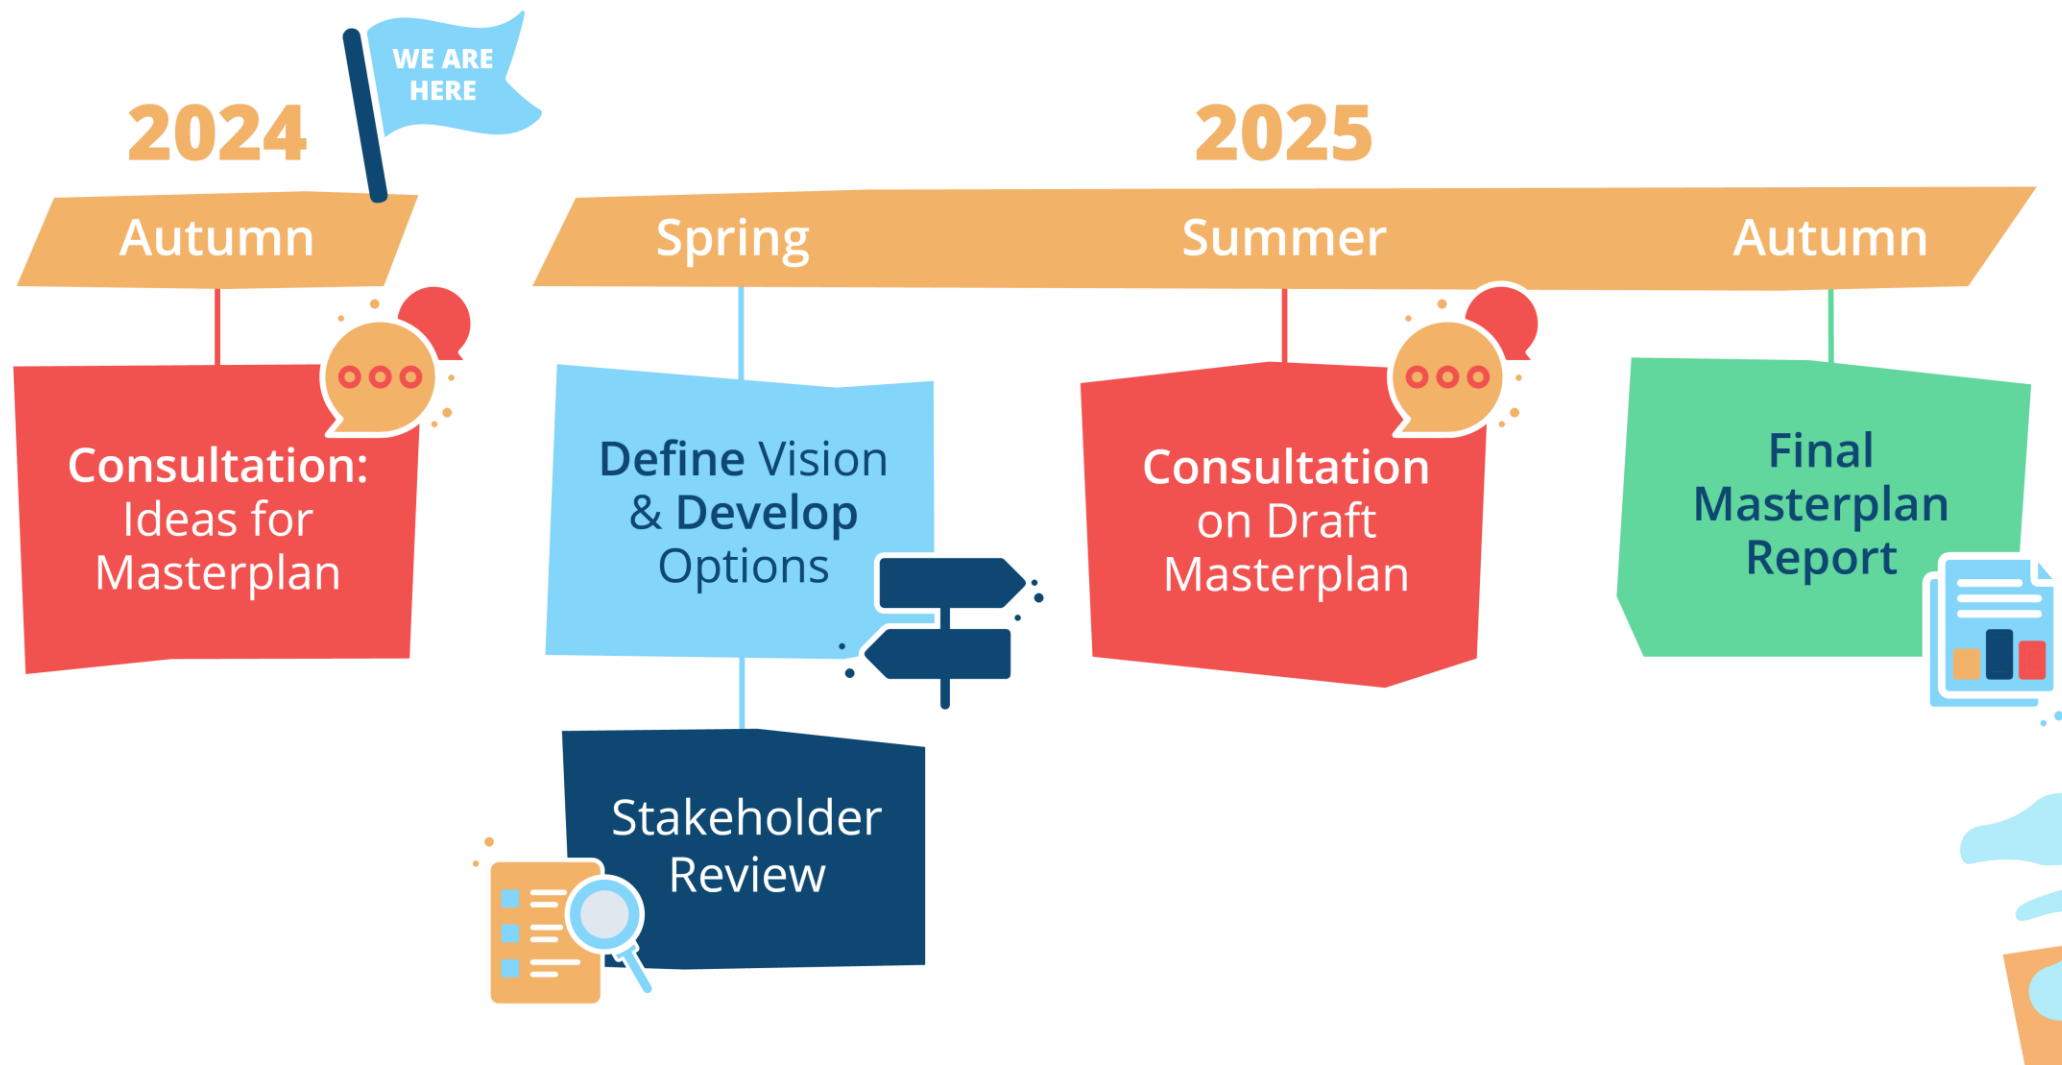 WE ARE
HERE
2024
2025
Autumn
Spring
Summer
Autumn
Consultation:
Ideas for
Masterplan
Define Vision
& Develop
Options
Stakeholder
Review
Consultation
on Draft
Masterplan
Final
Masterplan
Report